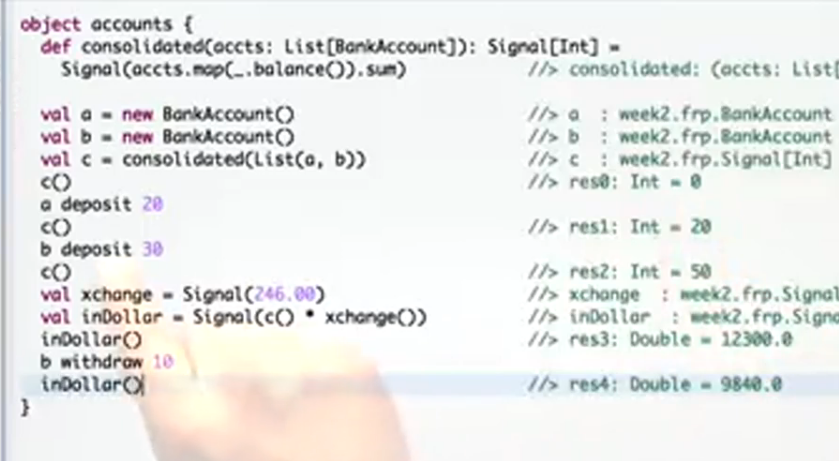 object accounts {
def consolidated(accts: List[BankAccount]): Signal[Int] =
Signal(accts.map(_.balance()).sum) //> consolidated: (accts: List[
val a = new BankAccount() //> a : week2.frp.BankAccount
val b = new BankAccount() //> b : week2.frp.BankAccount
val c = consolidated(List(a, b)) //> c : week2.frp.Signal[Int]
c() //> res0: Int = 0
a deposit 20
c() //> res1: Int = 20
b deposit 30
c() //> res2: Int = 50
val xchange = Signal(246.00) //> xchange : week2.frp.Signal
val inDollar = Signal(c() * xchange()) //> inDollar : week2.frp.Signa
inDollar() //> res3: Double = 12300.0
b withdraw 10
inDollar() //> res4: Double = 9840.0
}